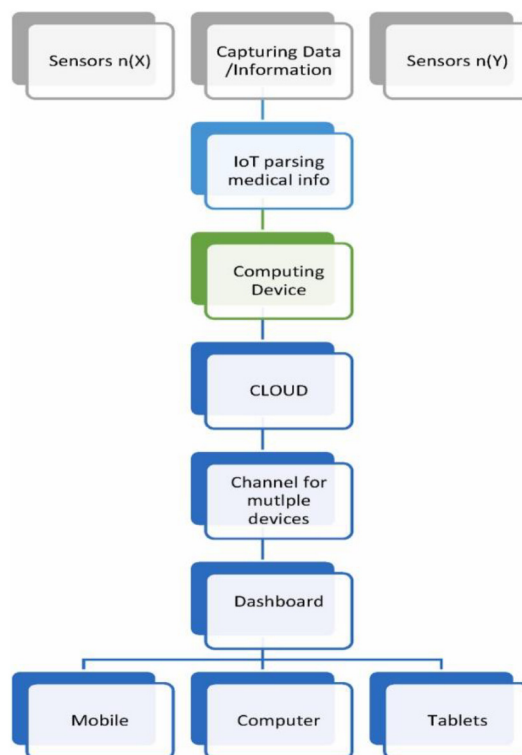 Sensors n(X)
Capturing Data
/Information
Sensors n(Y)
IoT parsing
medical info
Computing
Device
CLOUD
Channel for
mutlple
devices
Dashboard
Mobile
Computer
Tablets